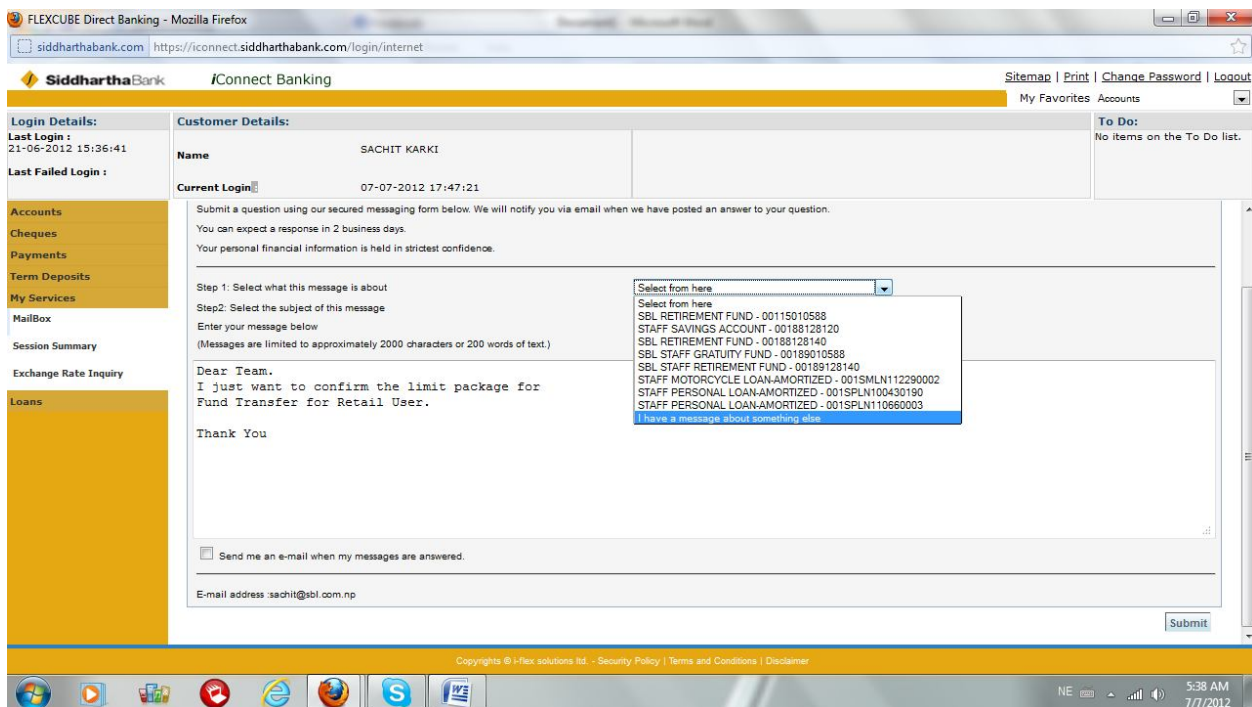 FLEXCUBE Direct Banking - Mozilla Firefox
siddharthabank.com https://iconnect.siddharthabank.com/login/internet
SiddharthaBank iConnect Banking
Sitemap | Print | Change Password | Logout
My Favorites Accounts
Login Details:
Last Login :
21-06-2012 15:36:41
Last Failed Login :
Customer Details:
Name SACHIT KARKI
Current Login: 07-07-2012 17:47:21
To Do:
No items on the To Do list.
Accounts
Cheques
Payments
Term Deposits
My Services
MailBox
Session Summary
Exchange Rate Inquiry
Loans
Submit a question using our secured messaging form below. We will notify you via email when we have posted an answer to your question.
You can expect a response in 2 business days.
Your personal financial information is held in strictest confidence.
Step 1: Select what this message is about
Select from here
Step2: Select the subject of this message
Enter your message below
(Messages are limited to approximately 2000 characters or 200 words of text.)
Select from here
SBL RETIREMENT FUND - 00115010588
STAFF SAVINGS ACCOUNT - 00188128120
SBL RETIREMENT FUND - 00188128140
SBL STAFF GRATUITY FUND - 00189010588
SBL STAFF RETIREMENT FUND - 00189128140
STAFF MOTORCYCLE LOAN-AMORTIZED - 001SMLN112290002
STAFF PERSONAL LOAN-AMORTIZED - 001SPLN100430190
STAFF PERSONAL LOAN-AMORTIZED - 001SPLN110660003
I have a message about something else
Dear Team.
I just want to confirm the limit package for
Fund Transfer for Retail User.
Thank You
Send me an e-mail when my messages are answered.
E-mail address :sachit@sbl.com.np
Submit
Copyrights © i-flex solutions ltd. - Security Policy | Terms and Conditions | Disclaimer
NE
5:38 AM
7/7/2012